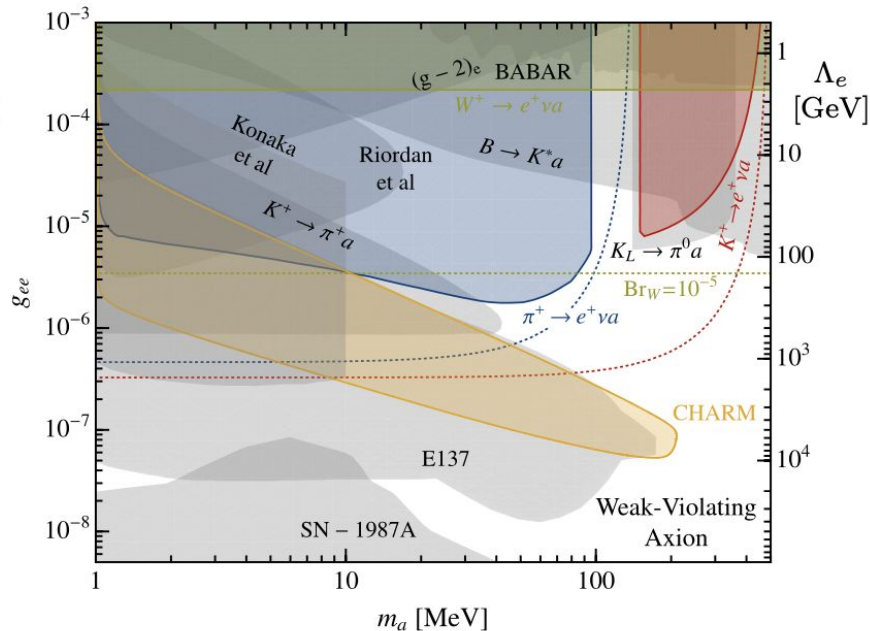 10⁻³
10⁻⁴
10⁻⁵
10⁻⁶
10⁻⁷
10⁻⁸
g_ee
1
10
100
10³
10⁴
Λ_e
[GeV]
(g − 2)_e
BABAR
W⁺ → e⁺νa
Konaka
et al
Riordan
et al
B → K*a
K⁺ → π⁺a
K_L → π⁰a
K⁺ → e⁺νa
Br_W=10⁻⁵
π⁺ → e⁺νa
CHARM
E137
SN − 1987A
Weak-Violating
Axion
1
10
100
m_a [MeV]